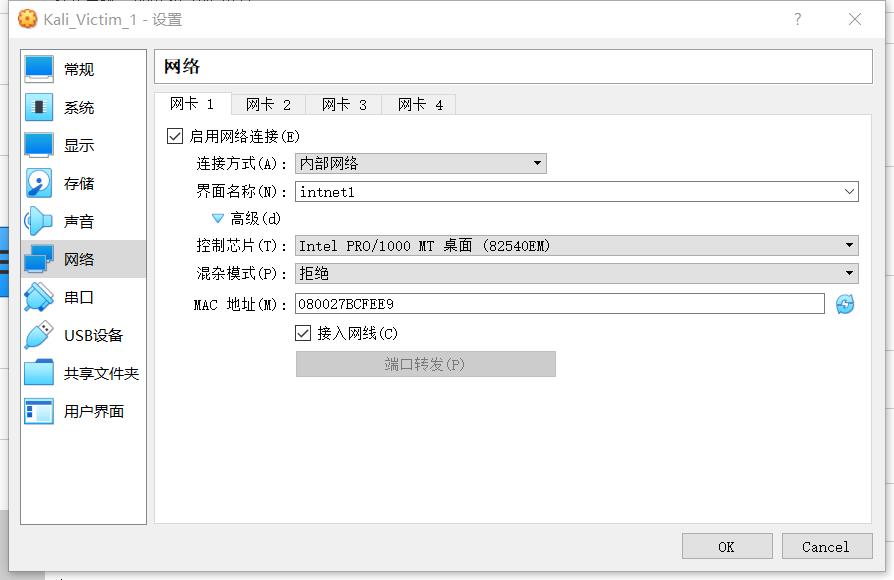 Kali_Victim_1 - 设置
?
常规
系统
显示
存储
声音
网络
串口
USB设备
共享文件夹
用户界面
网络
网卡 1 网卡 2 网卡 3 网卡 4
启用网络连接(E)
连接方式(A): 内部网络
界面名称(N): intnet1
高级(d)
控制芯片(T): Intel PRO/1000 MT 桌面 (82540EM)
混杂模式(P): 拒绝
MAC 地址(M): 080027BCFEE9
接入网线(C)
端口转发(P)
OK Cancel